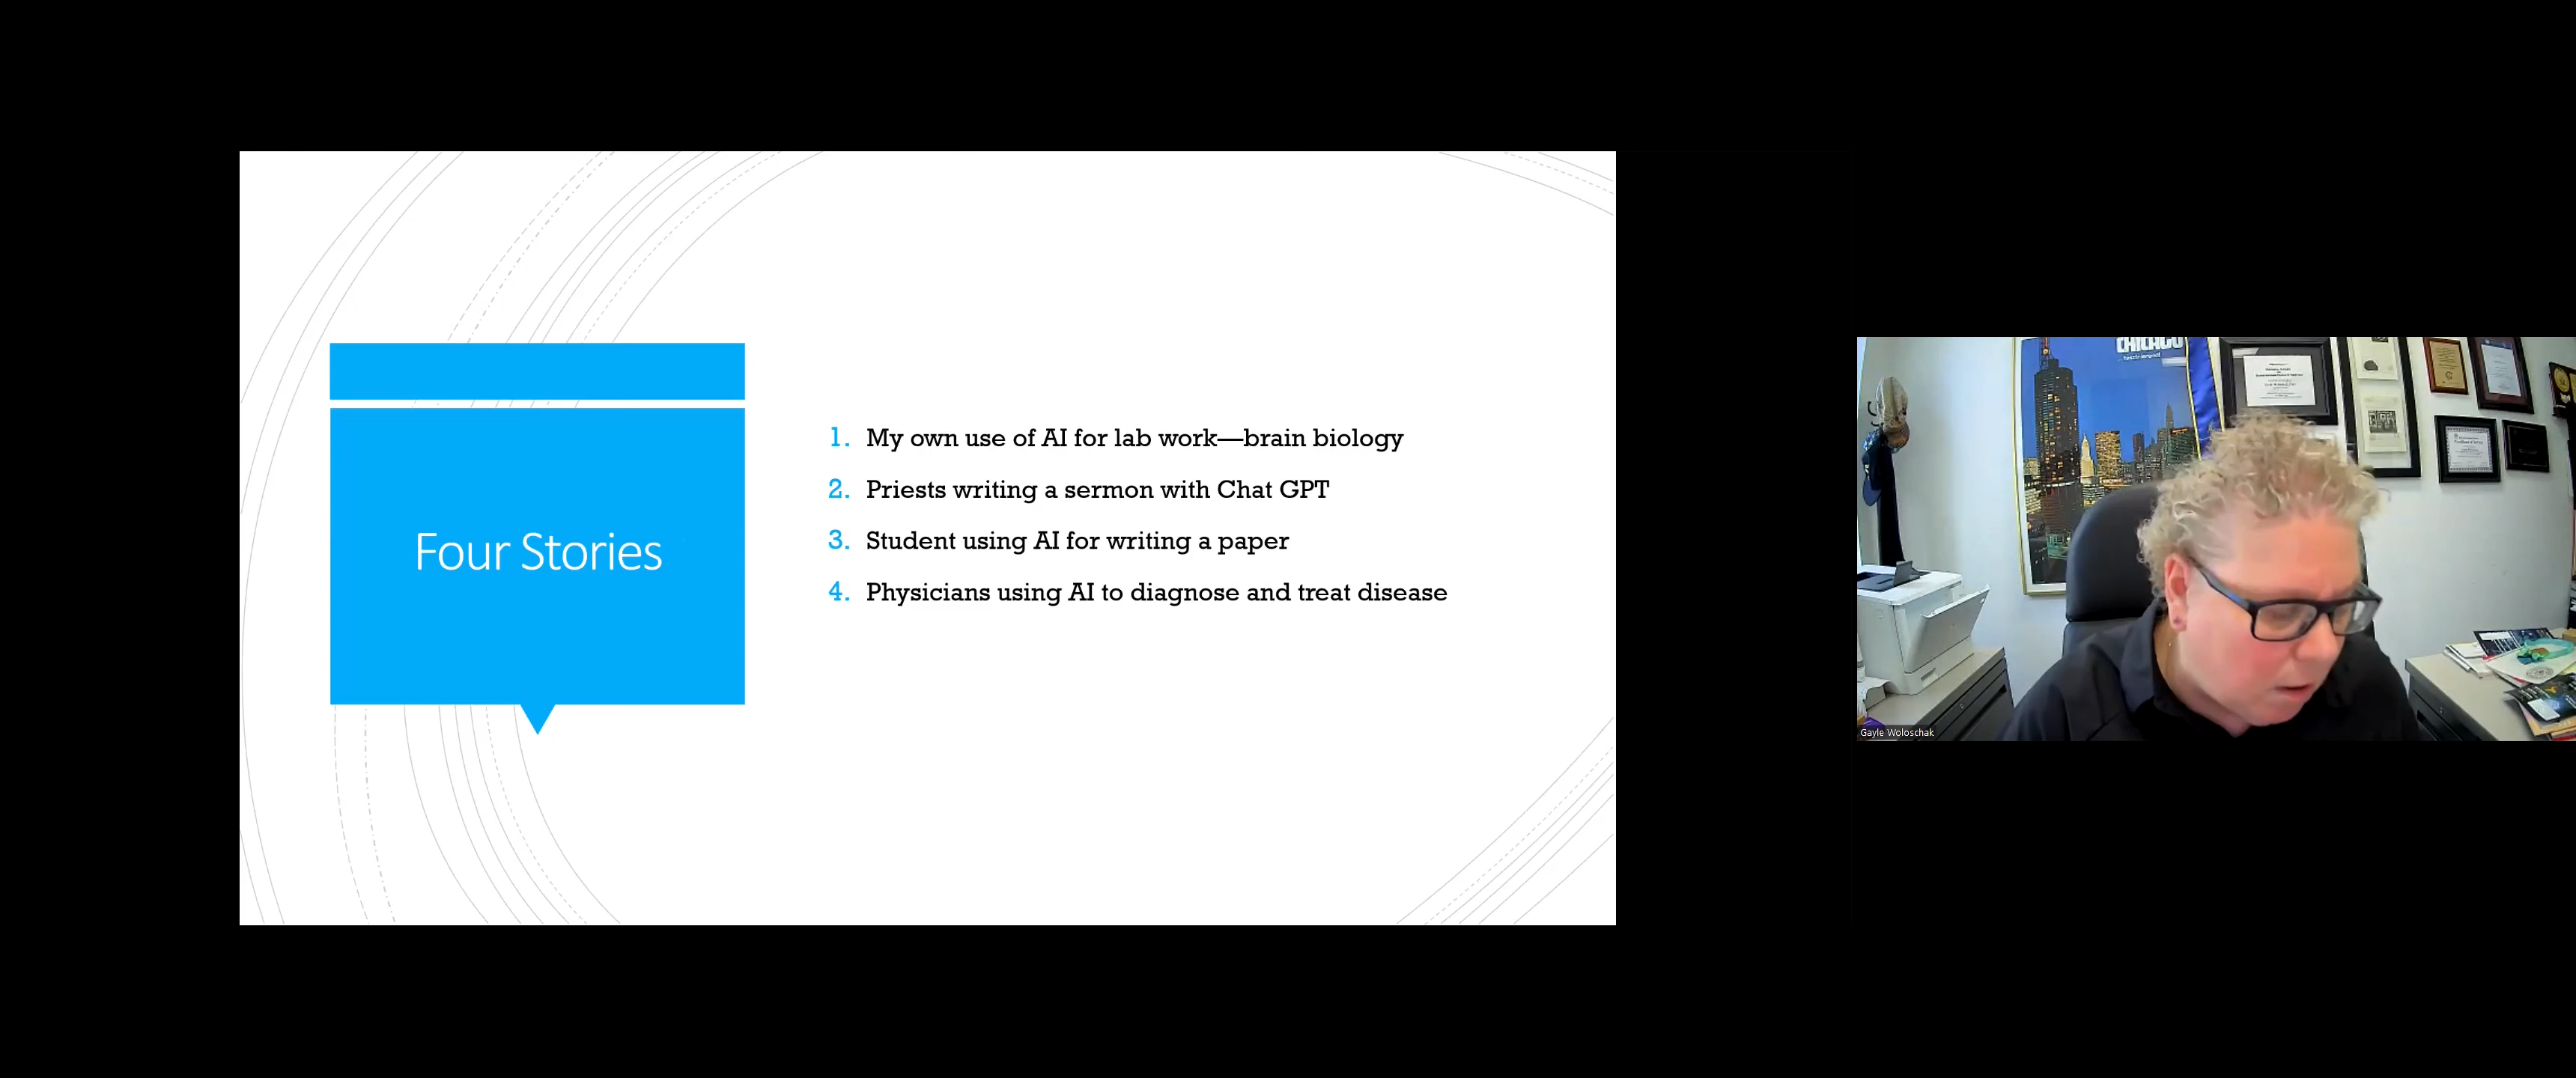 Four Stories
1. My own use of AI for lab work—brain biology
2. Priests writing a sermon with Chat GPT
3. Student using AI for writing a paper
4. Physicians using AI to diagnose and treat disease
CHICAGO
Gayle Woloschak